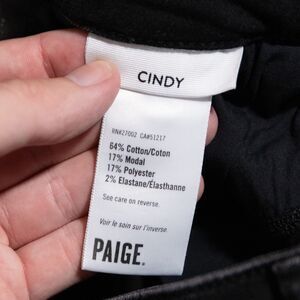 CINDY
RN#27002 CA#51217
64% Cotton/Coton
17% Modal
17% Polyester
2% Elastane/Élasthanne
See care on reverse.
Voir le soin sur l'inverse.
PAIGE.